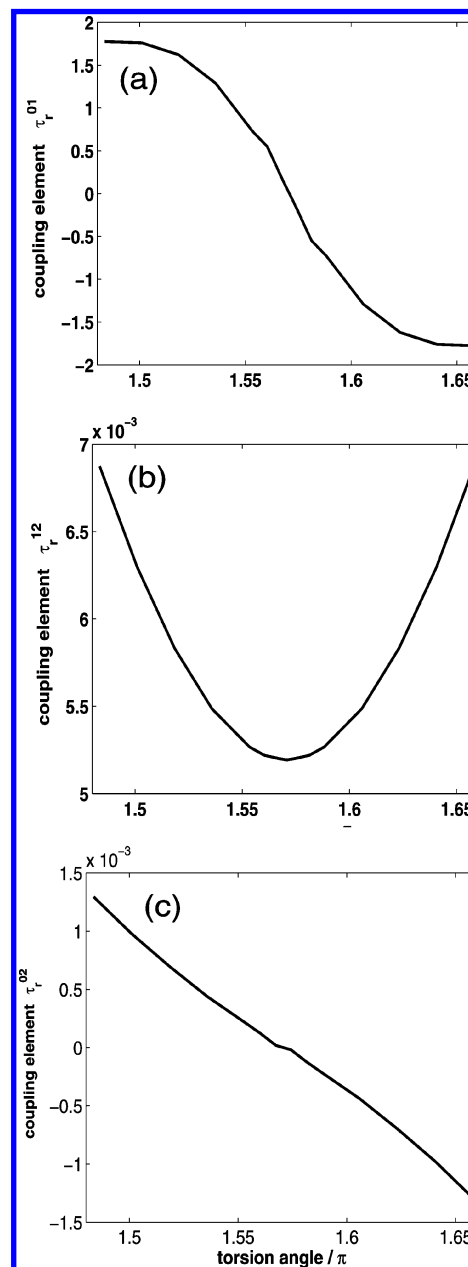 2
1.5
1
0.5
0
−0.5
−1
−1.5
−2
coupling element τr01
(a)
1.5 1.55 1.6 1.65
x 10−3
7
6.5
6
5.5
5
coupling element τr12
(b)
1.5 1.55 1.6 1.65
x 10−3
1.5
1
0.5
0
−0.5
−1
−1.5
coupling element τr02
(c)
1.5 1.55 1.6 1.65
torsion angle / π